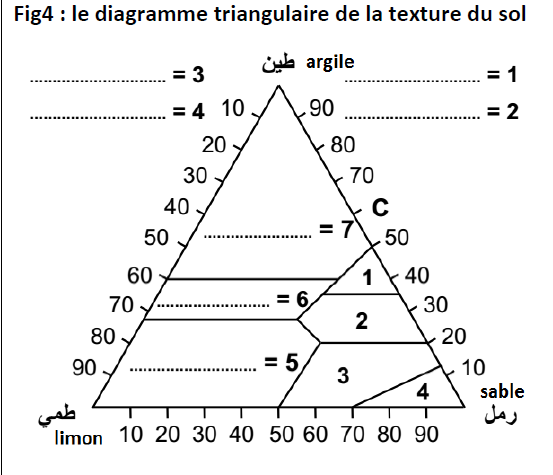 Fig4 : le diagramme triangulaire de la texture du sol
طين argile
.......................... = 3
.......................... = 1
.......................... = 4
.......................... = 2
10 90
20 80
30 70
40 C
50 50
...................... = 7
60 40
1
70 30
...................... = 6
2
80 20
90 10
......................... = 5
3
4
sable
طمي رمل
limon 10 20 30 40 50 60 70 80 90